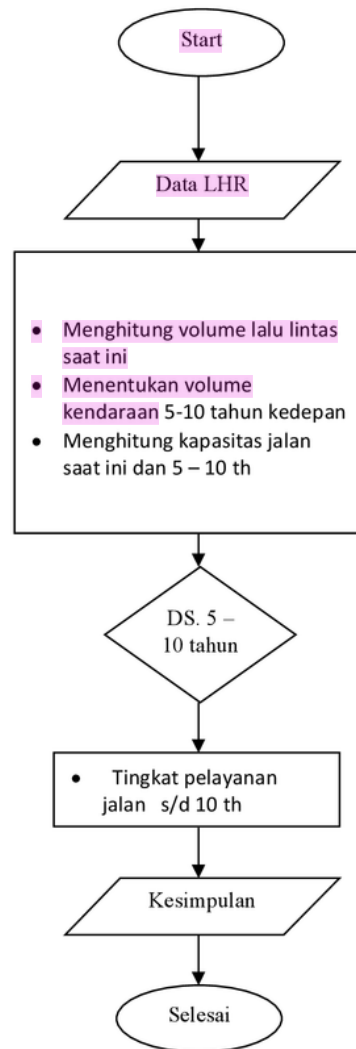 Start
Data LHR
• Menghitung volume lalu lintas
saat ini
• Menentukan volume
kendaraan 5-10 tahun kedepan
• Menghitung kapasitas jalan
saat ini dan 5 – 10 th
DS. 5 –
10 tahun
• Tingkat pelayanan
jalan s/d 10 th
Kesimpulan
Selesai